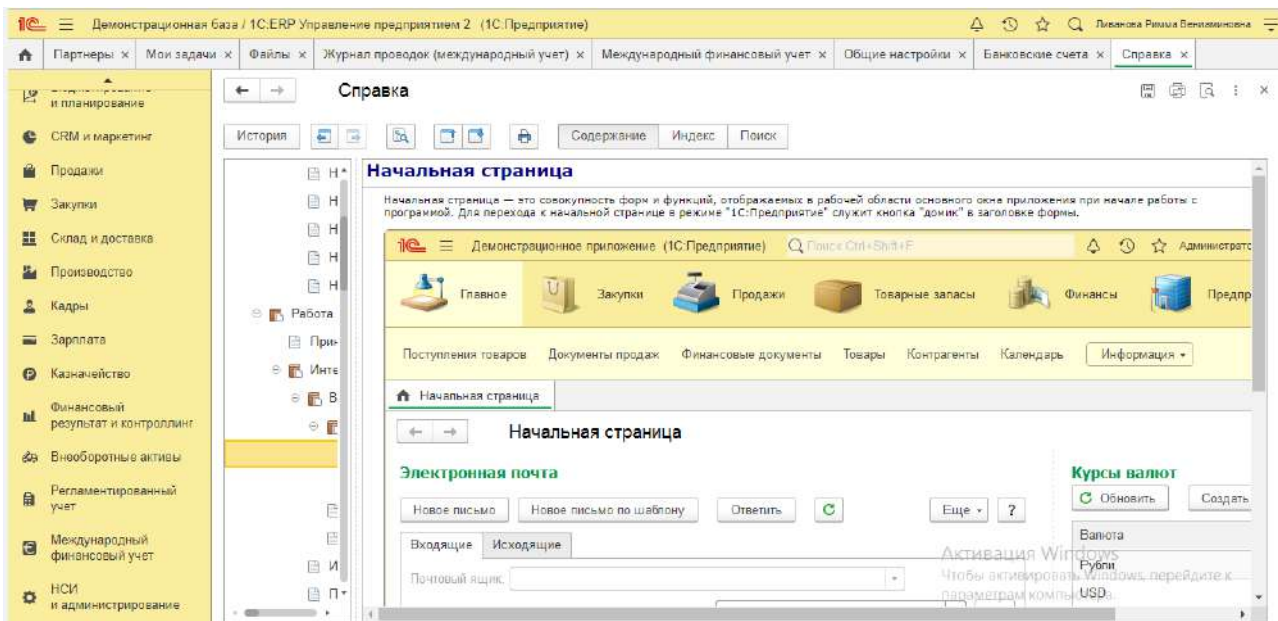 1С Демонстрационная база / 1С:ERP Управление предприятием 2 (1С:Предприятие) Ливанова Римма Вениаминовна
Партнеры × Мои задачи × Файлы × Журнал проводок (международный учет) × Международный финансовый учет × Общие настройки × Банковские счета × Справка ×
и планирование
CRM и маркетинг
Продажи
Закупки
Склад и доставка
Производство
Кадры
Зарплата
Казначейство
Финансовый
результат и контроллинг
Внеоборотные активы
Регламентированный
учет
Международный
финансовый учет
НСИ
и администрирование
Справка
История Содержание Индекс Поиск
Н
Н
Н
Н
Н
Работа
Инте
В
И
П
Начальная страница
Начальная страница — это совокупность форм и функций, отображаемых в рабочей области основного окна приложения при начале работы с
программой. Для перехода к начальной странице в режиме "1С:Предприятие" служит кнопка "домик" в заголовке формы.
1С Демонстрационное приложение (1С:Предприятие) Поиск Ctrl+Shift+F Администрато
Главное Закупки Продажи Товарные запасы Финансы Предпр
Поступления товаров Документы продаж Финансовые документы Товары Контрагенты Календарь Информация
Начальная страница
Начальная страница
Электронная почта Курсы валют
Новое письмо Новое письмо по шаблону Ответить Еще ? Обновить Создать
Входящие Исходящие Валюта
Почтовый ящик: Рубли
USD
Активация Windows
Чтобы активировать Windows, перейдите к
параметрам компьютера.